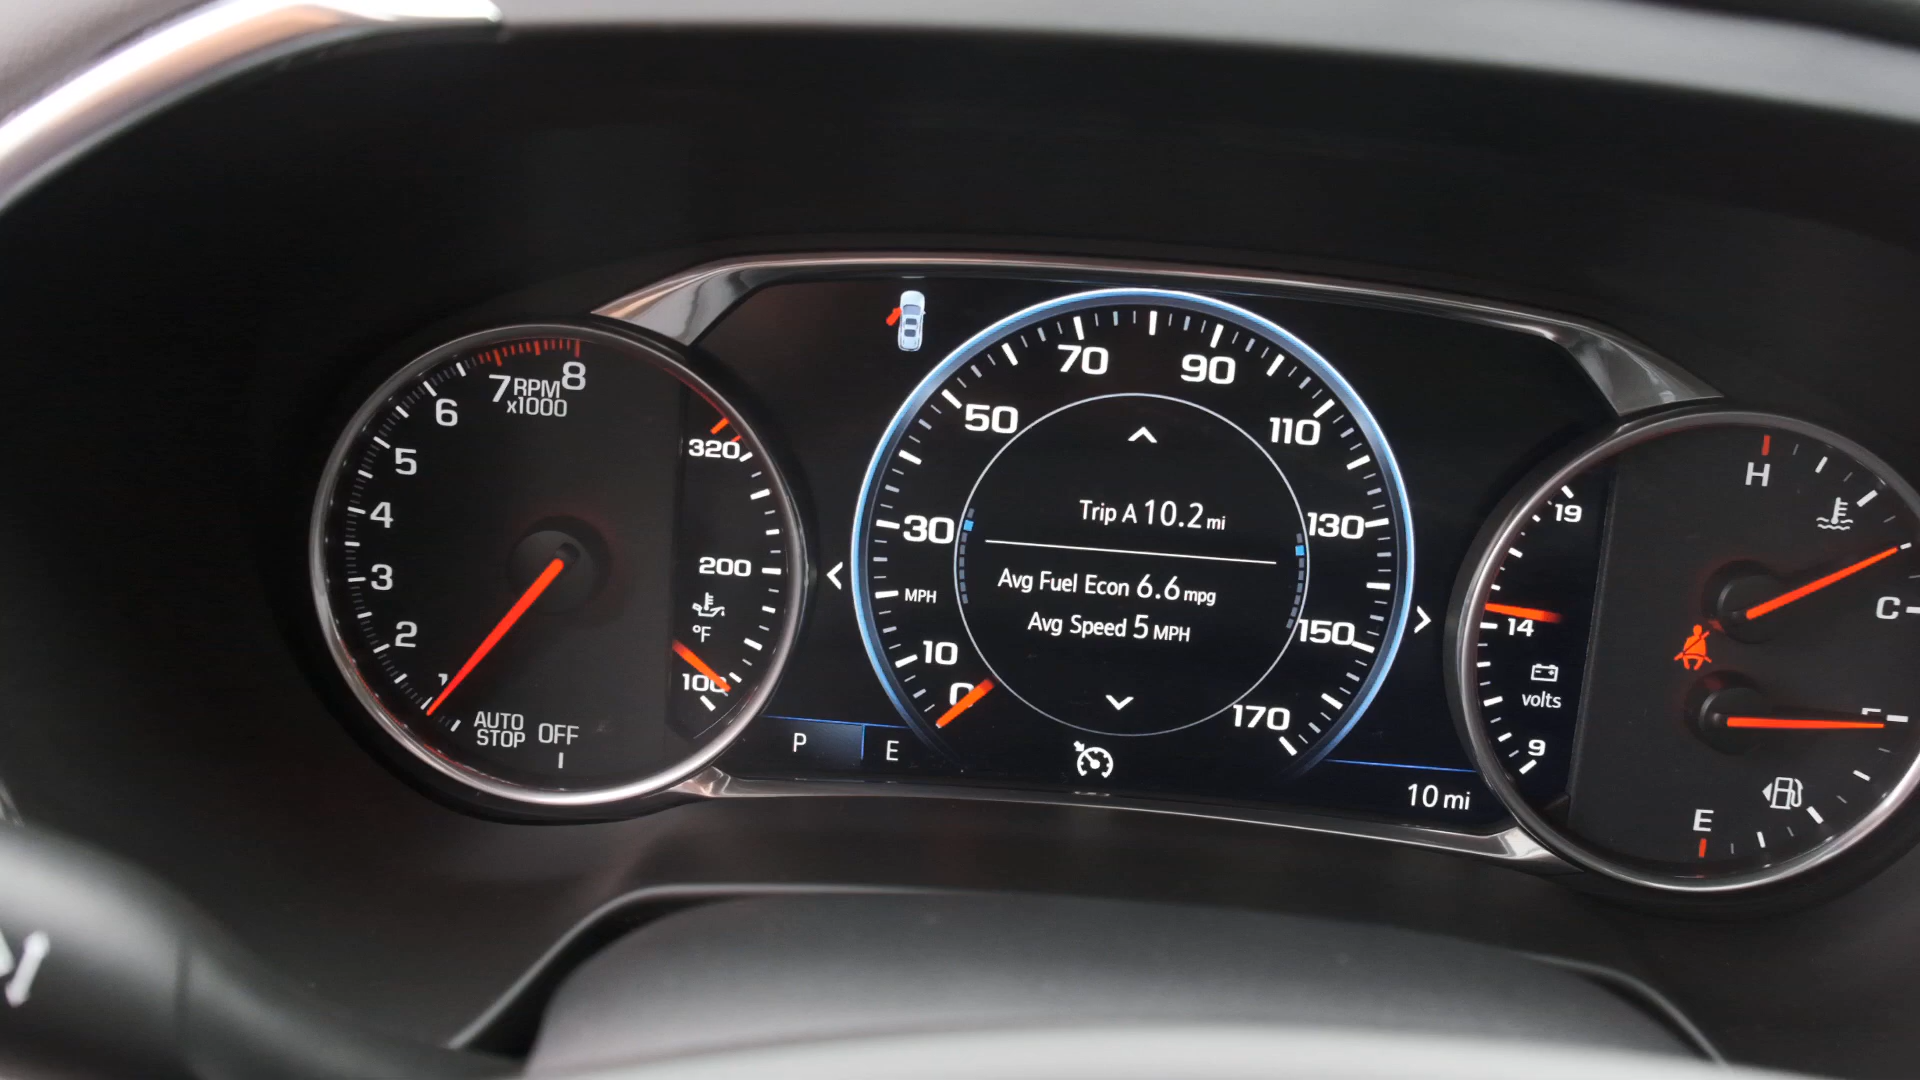 8
7 RPM
x1000
6
5
4
3
2
1
AUTO
STOP OFF
320
200
°F
100
P E
70
90
50
110
30
130
MPH
150
10
0
170
Trip A 10.2 mi
Avg Fuel Econ 6.6 mpg
Avg Speed 5 MPH
10 mi
19
14
volts
9
H
C
E